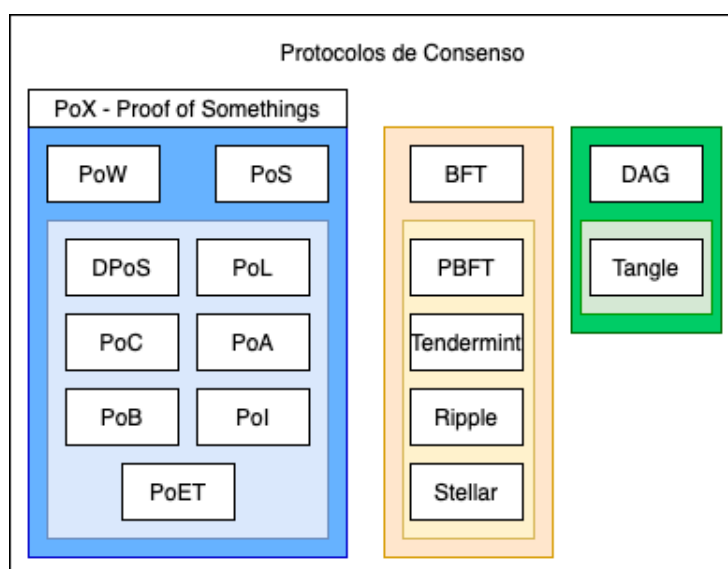 Protocolos de Consenso
PoX - Proof of Somethings
PoW
PoS
DPoS
PoL
PoC
PoA
PoB
PoI
PoET
BFT
PBFT
Tendermint
Ripple
Stellar
DAG
Tangle